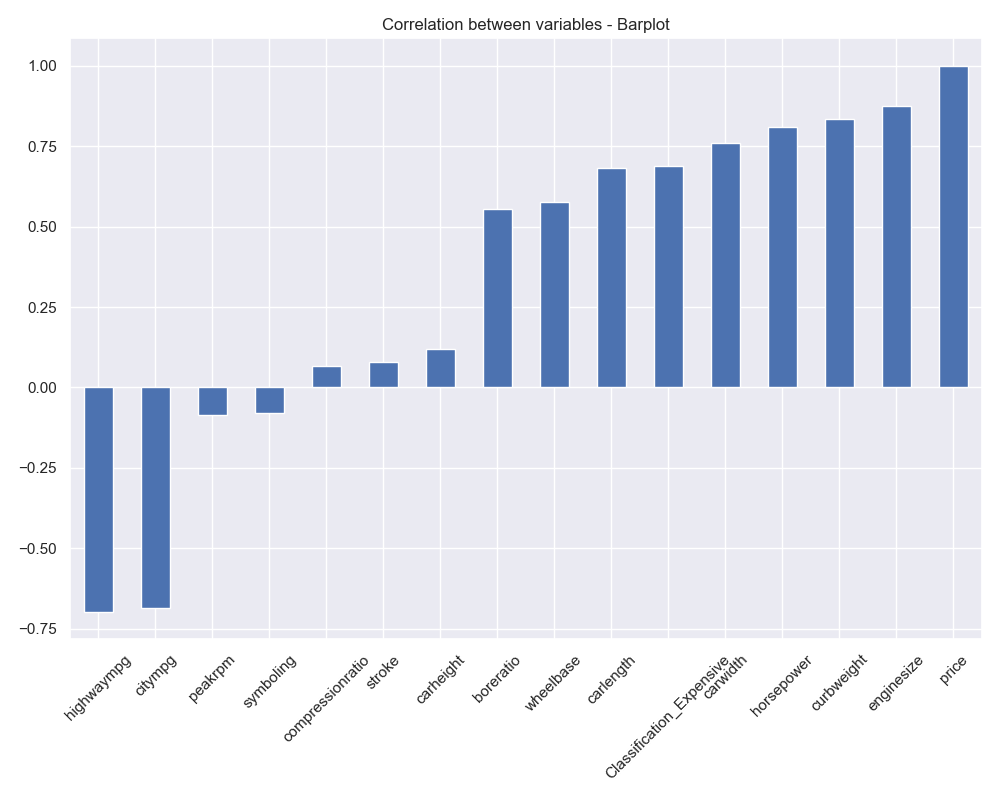 Correlation between variables - Barplot
1.00
0.75
0.50
0.25
0.00
−0.25
−0.50
−0.75
highwaympg
citympg
peakrpm
symboling
compressionratio
stroke
carheight
boreratio
wheelbase
carlength
Classification_Expensive
carwidth
horsepower
curbweight
enginesize
price